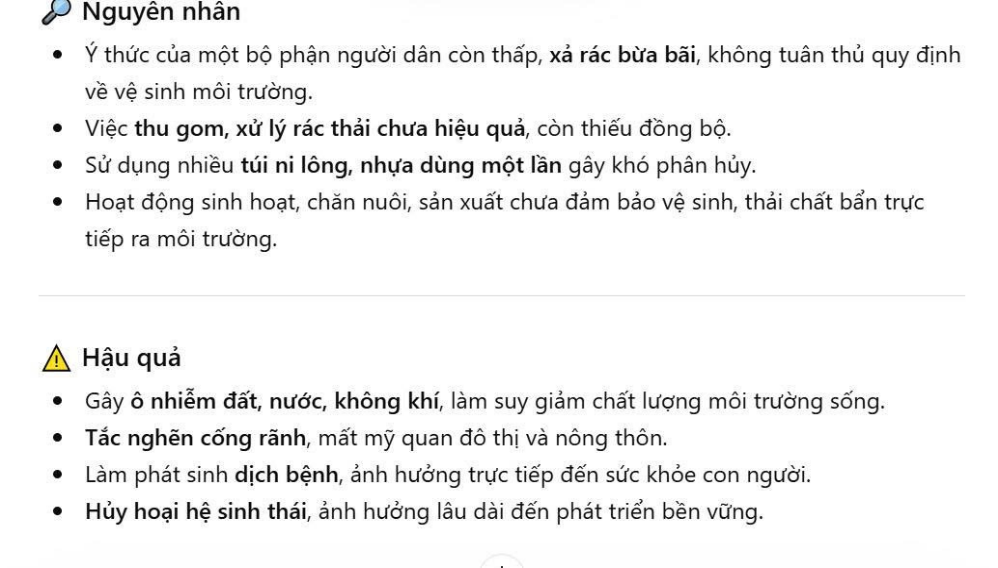 🔎 Nguyên nhân
• Ý thức của một bộ phận người dân còn thấp, xả rác bừa bãi, không tuân thủ quy định
về vệ sinh môi trường.
• Việc thu gom, xử lý rác thải chưa hiệu quả, còn thiếu đồng bộ.
• Sử dụng nhiều túi ni lông, nhựa dùng một lần gây khó phân hủy.
• Hoạt động sinh hoạt, chăn nuôi, sản xuất chưa đảm bảo vệ sinh, thải chất bẩn trực
tiếp ra môi trường.
⚠️ Hậu quả
• Gây ô nhiễm đất, nước, không khí, làm suy giảm chất lượng môi trường sống.
• Tắc nghẽn cống rãnh, mất mỹ quan đô thị và nông thôn.
• Làm phát sinh dịch bệnh, ảnh hưởng trực tiếp đến sức khỏe con người.
• Hủy hoại hệ sinh thái, ảnh hưởng lâu dài đến phát triển bền vững.